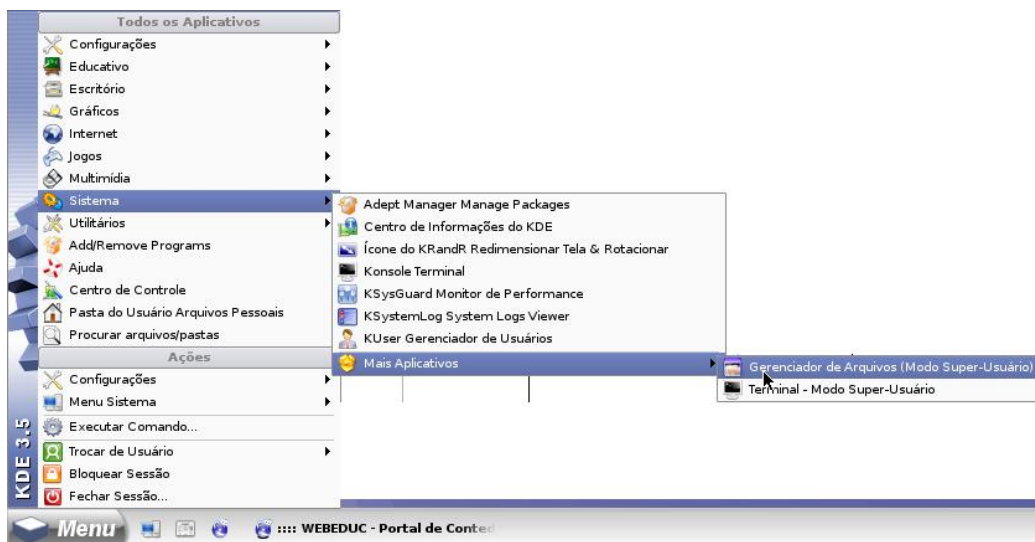 Todos os Aplicativos
Configurações
Educativo
Escritório
Gráficos
Internet
Jogos
Multimídia
Sistema
Utilitários
Add/Remove Programs
Ajuda
Centro de Controle
Pasta do Usuário Arquivos Pessoais
Procurar arquivos/pastas
Ações
Configurações
Menu Sistema
Executar Comando...
Trocar de Usuário
Bloquear Sessão
Fechar Sessão...
KDE 3.5
Adept Manager Manage Packages
Centro de Informações do KDE
Ícone do KRandR Redimensionar Tela & Rotacionar
Konsole Terminal
KSysGuard Monitor de Performance
KSystemLog System Logs Viewer
KUser Gerenciador de Usuários
Mais Aplicativos
Gerenciador de Arquivos (Modo Super-Usuário)
Terminal - Modo Super-Usuário
Menu
:::: WEBEDUC - Portal de Conted